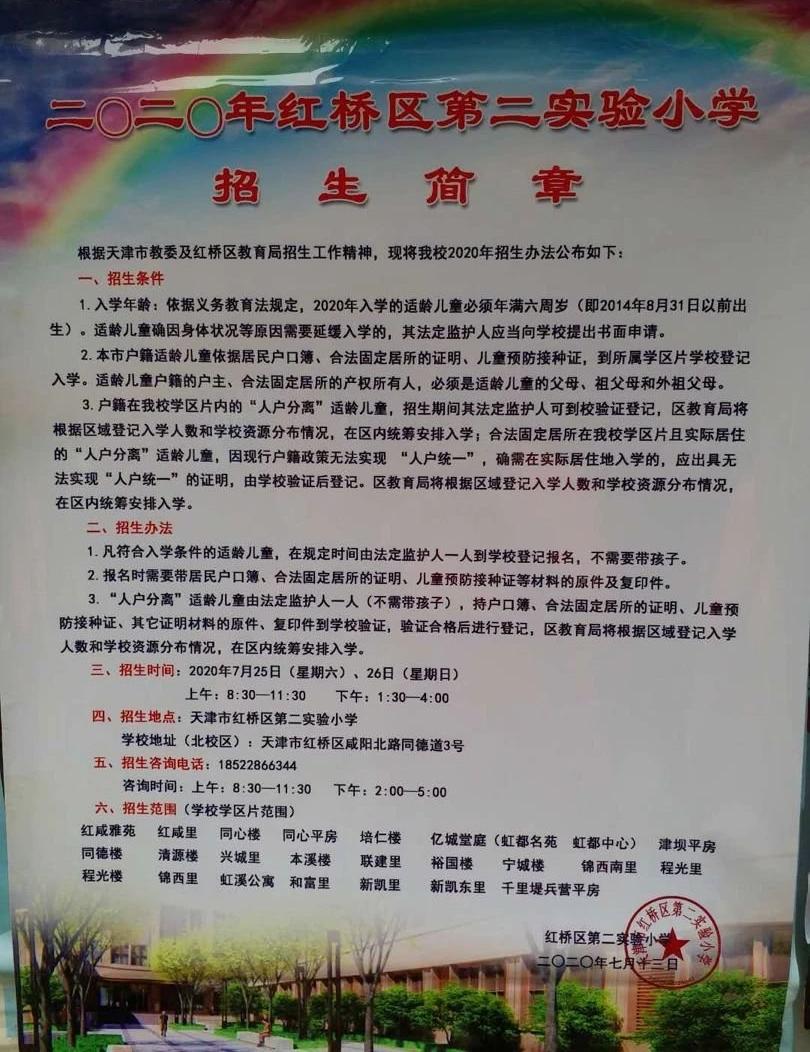 二〇二〇年红桥区第二实验小学
招生简章
根据天津市教委及红桥区教育局招生工作精神，现将我校2020年招生办法公布如下：
一、招生条件
1.入学年龄：依据义务教育法规定，2020年入学的适龄儿童必须年满六周岁（即2014年8月31日以前出
生）。适龄儿童确因身体状况等原因需要延缓入学的，其法定监护人应当向学校提出书面申请。
2.本市户籍适龄儿童依据居民户口簿、合法固定居所的证明、儿童预防接种证，到所属学区片学校登记
入学。适龄儿童户籍的户主、合法固定居所的产权所有人，必须是适龄儿童的父母、祖父母和外祖父母。
3.户籍在我校学区片内的“人户分离”适龄儿童，招生期间其法定监护人可到校验证登记，区教育局将
根据区域登记入学人数和学校资源分布情况，在区内统筹安排入学；合法固定居所在我校学区片且实际居住
的“人户分离”适龄儿童，因现行户籍政策无法实现 “人户统一”，确需在实际居住地入学的，应出具无
法实现“人户统一”的证明，由学校验证后登记。区教育局将根据区域登记入学人数和学校资源分布情况，
在区内统筹安排入学。
二、招生办法
1.凡符合入学条件的适龄儿童，在规定时间由法定监护人一人到学校登记报名，不需要带孩子。
2.报名时需要带居民户口簿、合法固定居所的证明、儿童预防接种证等材料的原件及复印件。
3.“人户分离”适龄儿童由法定监护人一人（不需带孩子），持户口簿、合法固定居所的证明、儿童预
防接种证、其它证明材料的原件、复印件到学校验证，验证合格后进行登记，区教育局将根据区域登记入学
人数和学校资源分布情况，在区内统筹安排入学。
三、招生时间：2020年7月25日（星期六）、26日（星期日）
上午：8:30—11:30 下午：1:30—4:00
四、招生地点：天津市红桥区第二实验小学
学校地址（北校区）：天津市红桥区咸阳北路同德道3号
五、招生咨询电话：18522866344
咨询时间：上午：8:30—11:30 下午：2:00—5:00
六、招生范围（学校学区片范围）
红咸雅苑 红咸里 同心楼 同心平房 培仁楼 亿城堂庭（虹都名苑 虹都中心） 津坝平房
同德楼 清源楼 兴城里 本溪楼 联建里 裕国楼 宁城楼 锦西南里 程光里
程光楼 锦西里 虹溪公寓 和富里 新凯里 新凯东里 千里堤兵营平房
红桥区第二实验小学
二〇二〇年七月十三日
天津市红桥区第二实验小学